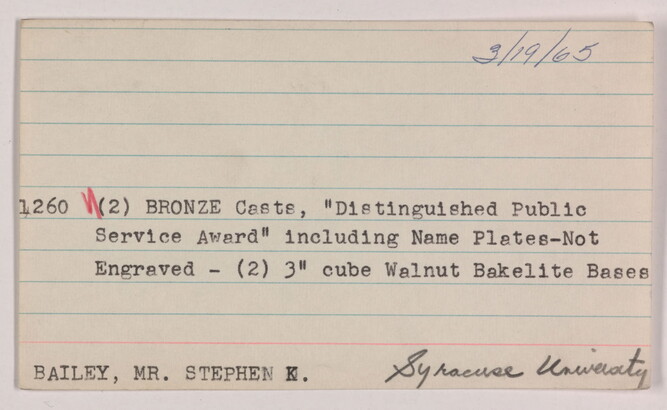 3/19/65
1260 (2) BRONZE Casts, "Distinguished Public
Service Award" including Name Plates-Not
Engraved - (2) 3" cube Walnut Bakelite Bases
BAILEY, MR. STEPHEN K. Syracuse University